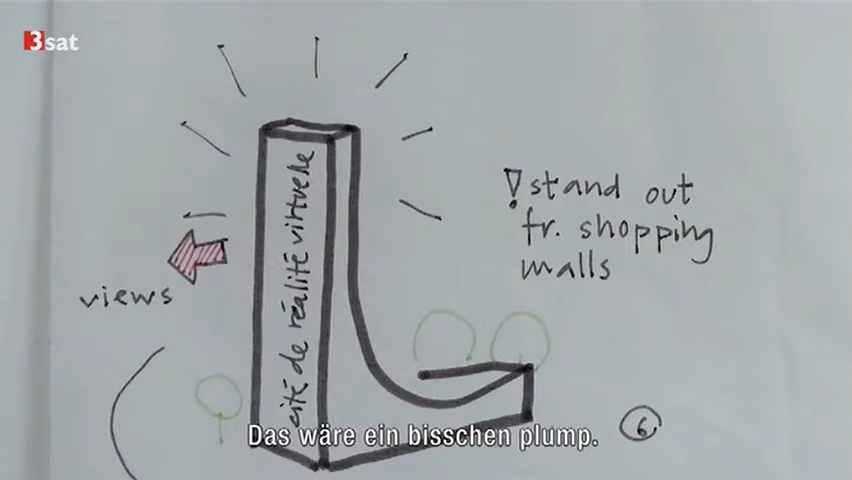 3sat
! stand out
fr. shopping
malls
cité de réalité virtuelle
views
Das wäre ein bisschen plump.
6